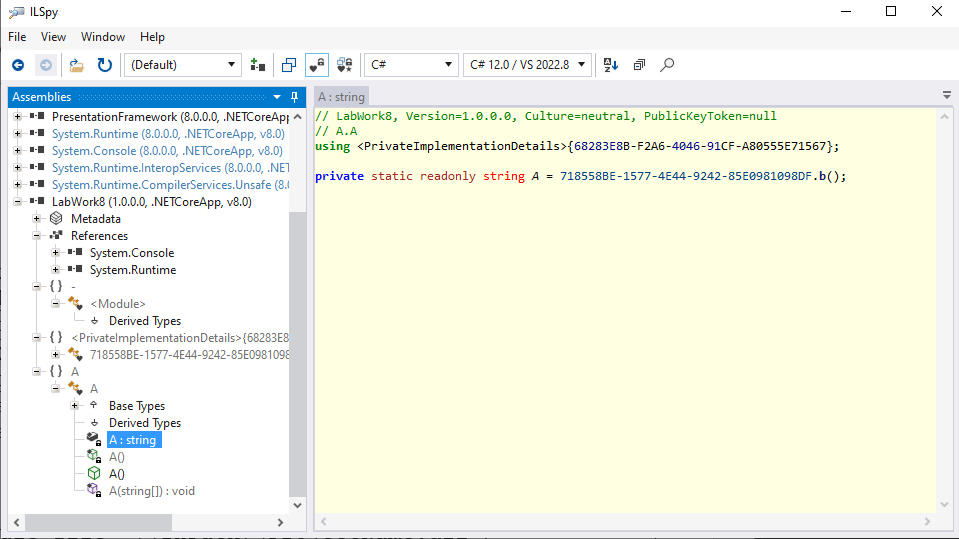 ILSpy
File View Window Help
(Default) C# C# 12.0 / VS 2022.8
Assemblies
PresentationFramework (8.0.0.0, .NETCoreApp
System.Runtime (8.0.0.0, .NETCoreApp, v8.0)
System.Console (8.0.0.0, .NETCoreApp, v8.0)
System.Runtime.InteropServices (8.0.0.0, .NE
System.Runtime.CompilerServices.Unsafe (8.0
LabWork8 (1.0.0.0, .NETCoreApp, v8.0)
Metadata
References
System.Console
System.Runtime
{ } -
<Module>
Derived Types
{ } <PrivateImplementationDetails>{68283E8
718558BE-1577-4E44-9242-85E0981098
{ } A
A
Base Types
Derived Types
A : string
A()
A()
A(string[]) : void
A : string
// LabWork8, Version=1.0.0.0, Culture=neutral, PublicKeyToken=null
// A.A
using <PrivateImplementationDetails>{68283E8B-F2A6-4046-91CF-A80555E71567};
private static readonly string A = 718558BE-1577-4E44-9242-85E0981098DF.b();